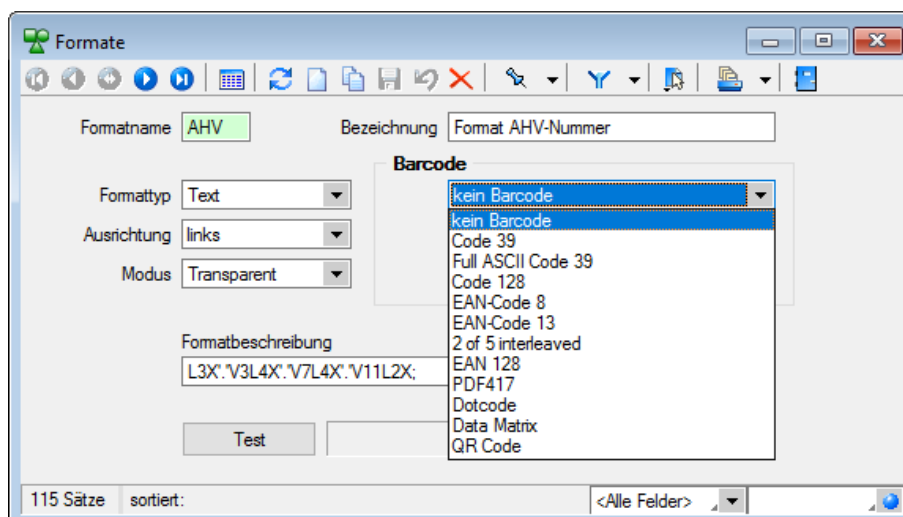 Formate
Formatname AHV Bezeichnung Format AHV-Nummer
Barcode
Formattyp Text kein Barcode
kein Barcode
Ausrichtung links Code 39
Full ASCII Code 39
Modus Transparent Code 128
EAN-Code 8
EAN-Code 13
Formatbeschreibung 2 of 5 interleaved
EAN 128
L3X'.'V3L4X'.'V7L4X'.'V11L2X; PDF417
Dotcode
Test Data Matrix
QR Code
115 Sätze sortiert: <Alle Felder>